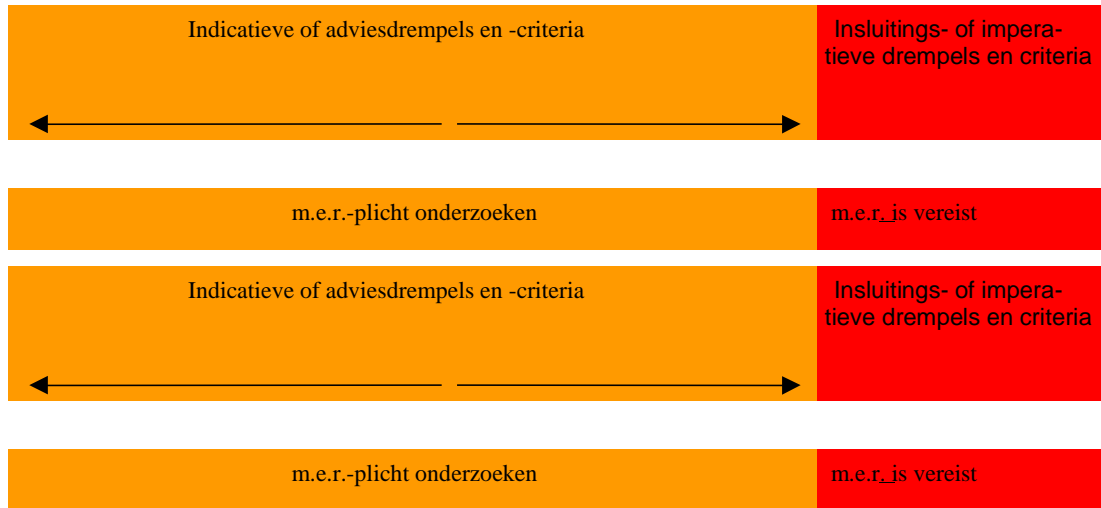 Indicatieve of adviesdrempels en -criteria
Insluitings- of impera-
tieve drempels en criteria
m.e.r.-plicht onderzoeken
m.e.r. is vereist
Indicatieve of adviesdrempels en -criteria
Insluitings- of impera-
tieve drempels en criteria
m.e.r.-plicht onderzoeken
m.e.r. is vereist